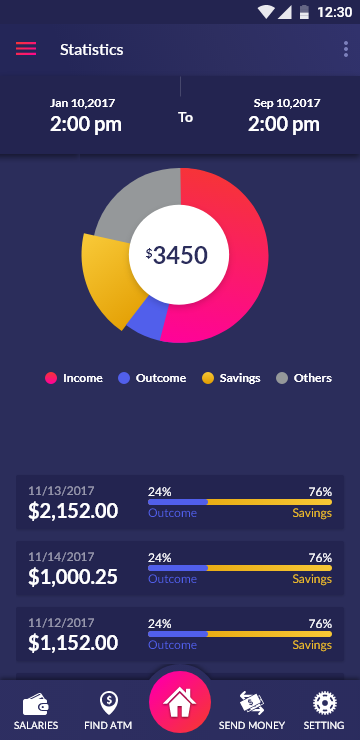 12:30
Statistics
Jan 10,2017
Sep 10,2017
2:00 pm
To
2:00 pm
$3450
Income
Outcome
Savings
Others
11/13/2017
24%
76%
$2,152.00
Outcome
Savings
11/14/2017
24%
76%
$1,000.25
Outcome
Savings
11/12/2017
24%
76%
$1,152.00
Outcome
Savings
SALARIES
FIND ATM
SEND MONEY
SETTING